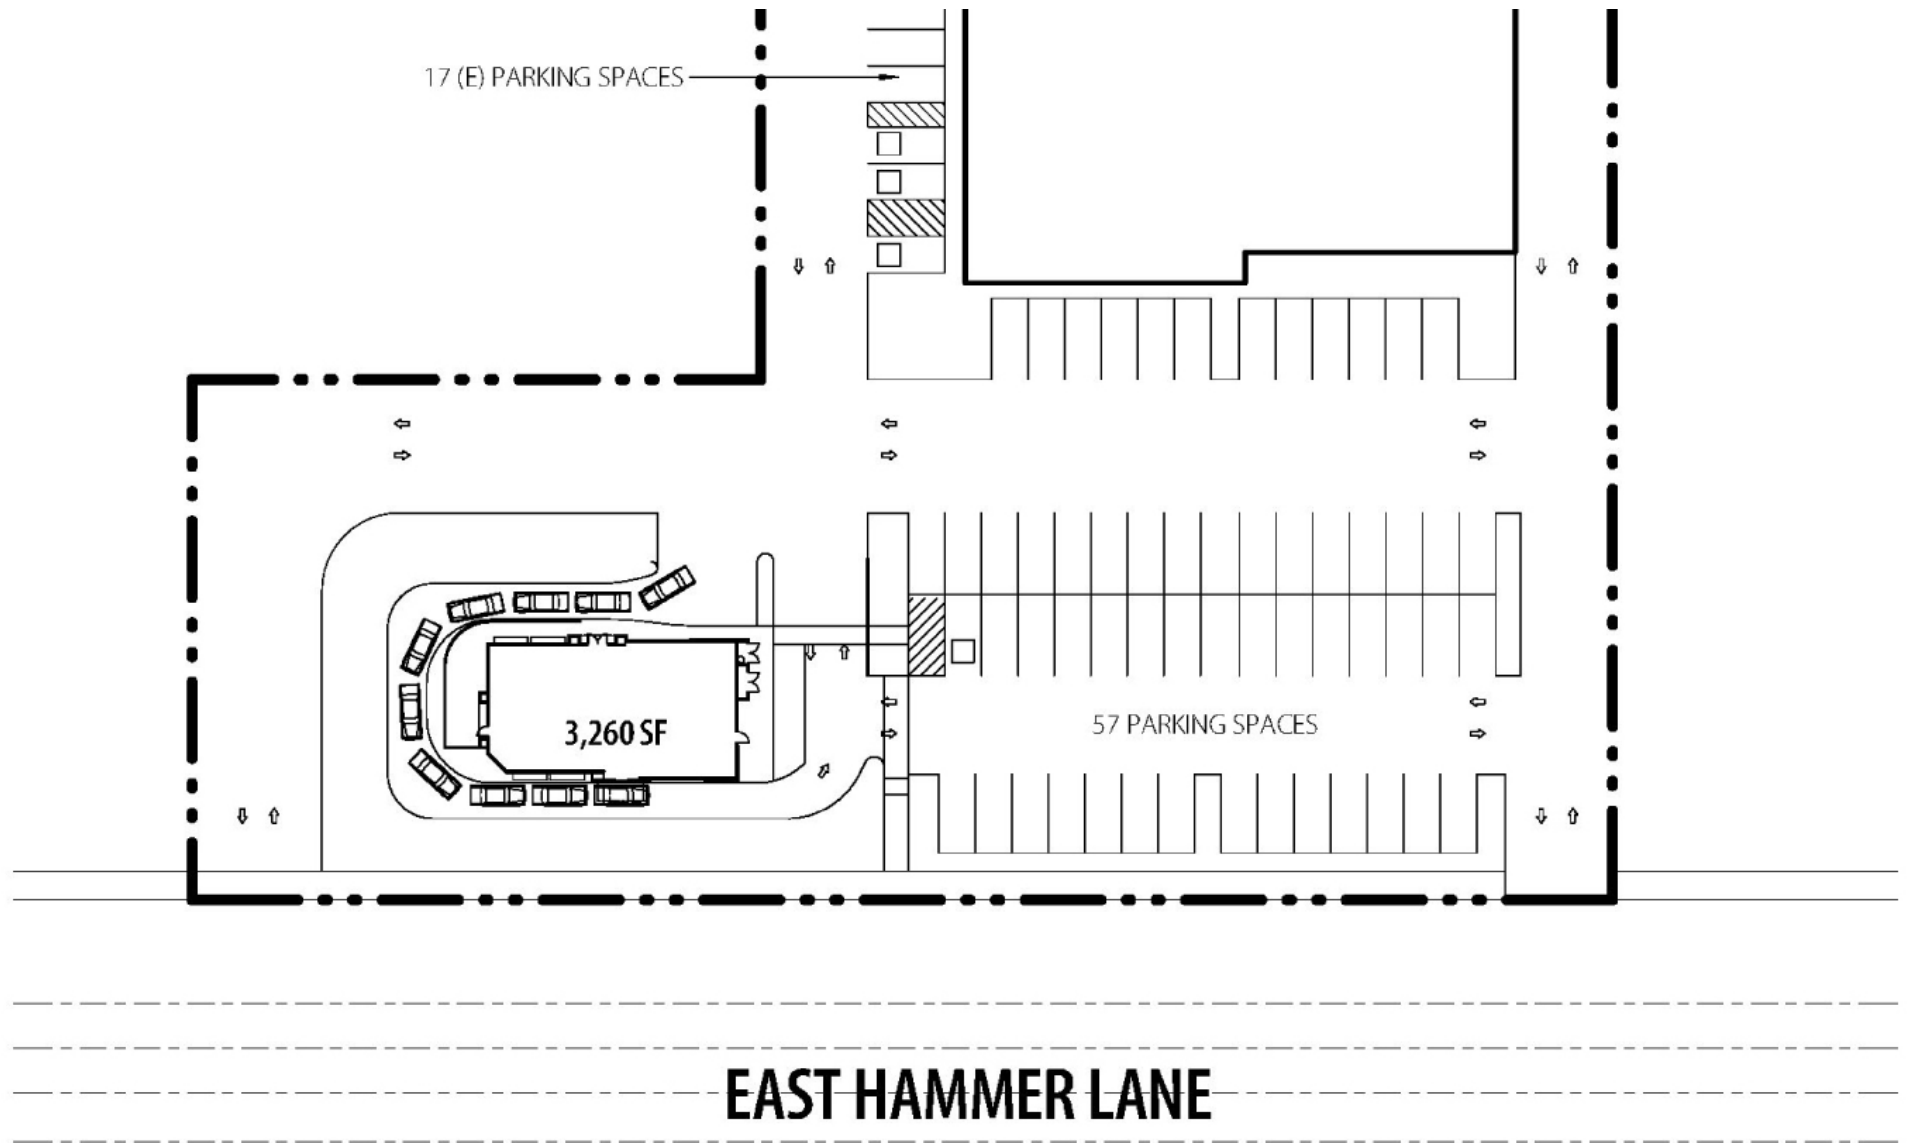 17 (E) PARKING SPACES
3,260 SF
57 PARKING SPACES
EAST HAMMER LANE